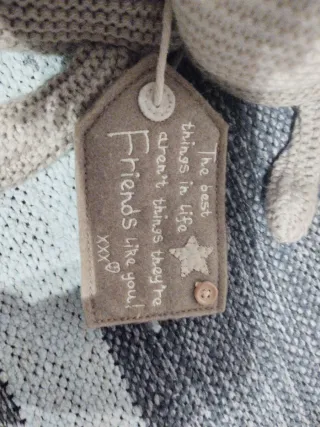 The best
things in life
aren't things they're
Friends like you!
xxx♡